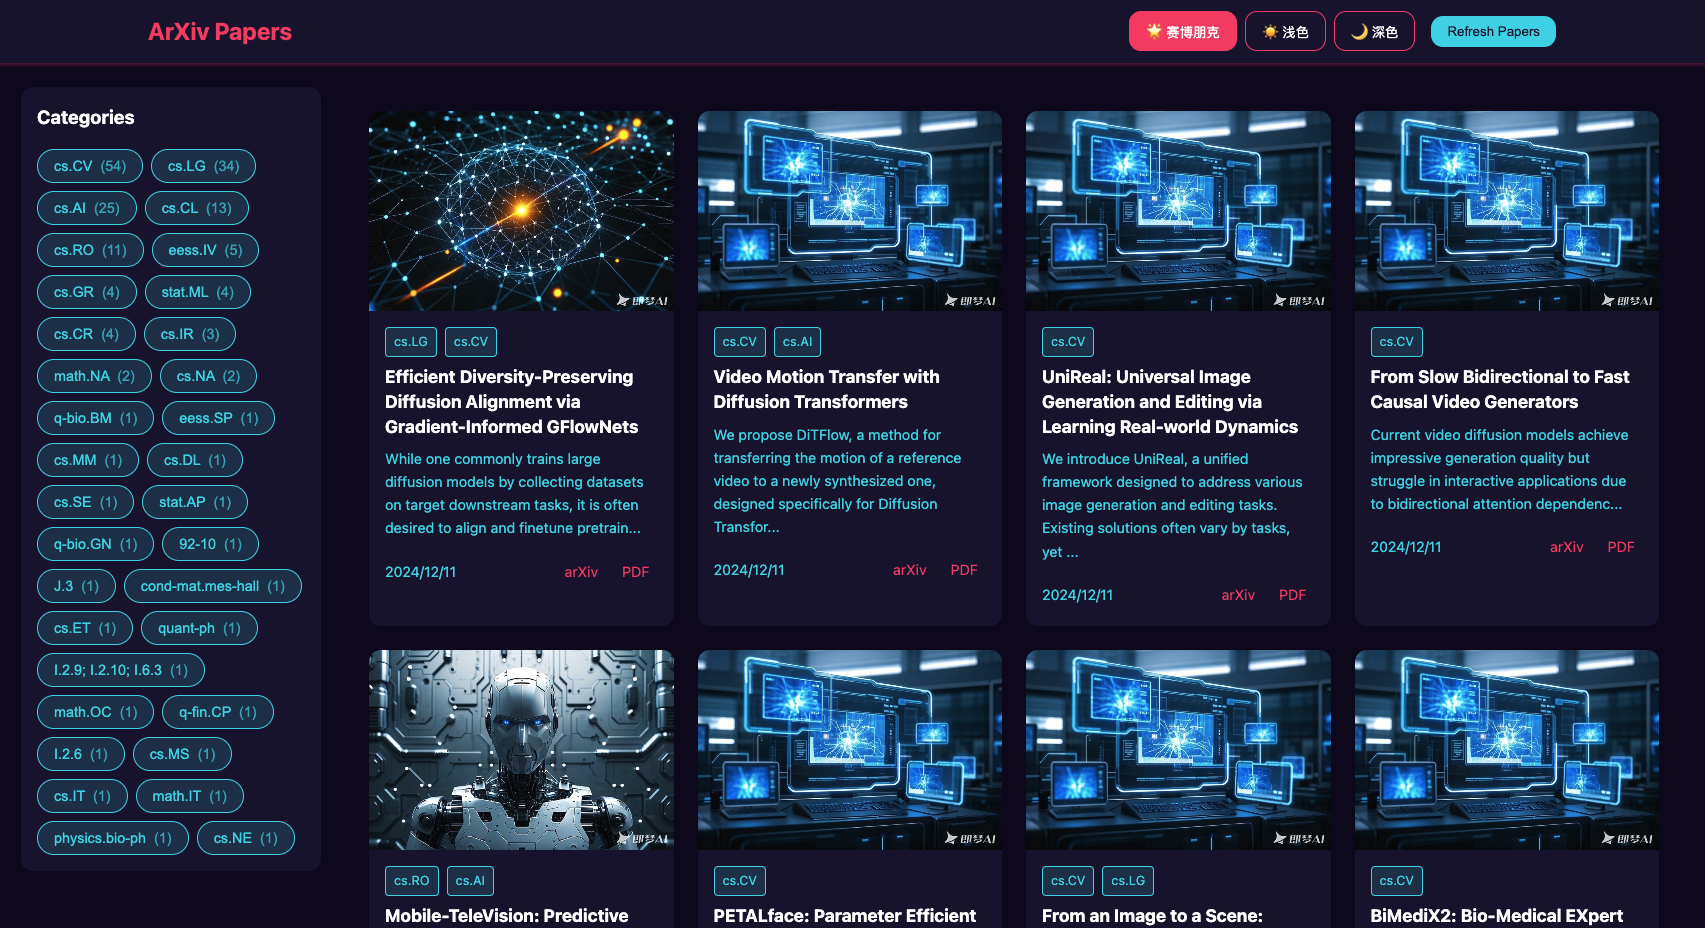 ArXiv Papers
🌟 赛博朋克
☀️ 浅色
🌙 深色
Refresh Papers
Categories
cs.CV (54)
cs.LG (34)
cs.AI (25)
cs.CL (13)
cs.RO (11)
eess.IV (5)
cs.GR (4)
stat.ML (4)
cs.CR (4)
cs.IR (3)
math.NA (2)
cs.NA (2)
q-bio.BM (1)
eess.SP (1)
cs.MM (1)
cs.DL (1)
cs.SE (1)
stat.AP (1)
q-bio.GN (1)
92-10 (1)
J.3 (1)
cond-mat.mes-hall (1)
cs.ET (1)
quant-ph (1)
I.2.9; I.2.10; I.6.3 (1)
math.OC (1)
q-fin.CP (1)
I.2.6 (1)
cs.MS (1)
cs.IT (1)
math.IT (1)
physics.bio-ph (1)
cs.NE (1)
即梦AI
cs.LG
cs.CV
Efficient Diversity-Preserving
Diffusion Alignment via
Gradient-Informed GFlowNets
While one commonly trains large
diffusion models by collecting datasets
on target downstream tasks, it is often
desired to align and finetune pretrain...
2024/12/11
arXiv
PDF
即梦AI
cs.CV
cs.AI
Video Motion Transfer with
Diffusion Transformers
We propose DiTFlow, a method for
transferring the motion of a reference
video to a newly synthesized one,
designed specifically for Diffusion
Transfor...
2024/12/11
arXiv
PDF
即梦AI
cs.CV
UniReal: Universal Image
Generation and Editing via
Learning Real-world Dynamics
We introduce UniReal, a unified
framework designed to address various
image generation and editing tasks.
Existing solutions often vary by tasks,
yet ...
2024/12/11
arXiv
PDF
即梦AI
cs.CV
From Slow Bidirectional to Fast
Causal Video Generators
Current video diffusion models achieve
impressive generation quality but
struggle in interactive applications due
to bidirectional attention dependenc...
2024/12/11
arXiv
PDF
即梦AI
cs.RO
cs.AI
Mobile-TeleVision: Predictive
即梦AI
cs.CV
PETALface: Parameter Efficient
即梦AI
cs.CV
cs.LG
From an Image to a Scene:
即梦AI
cs.CV
BiMediX2: Bio-Medical EXpert